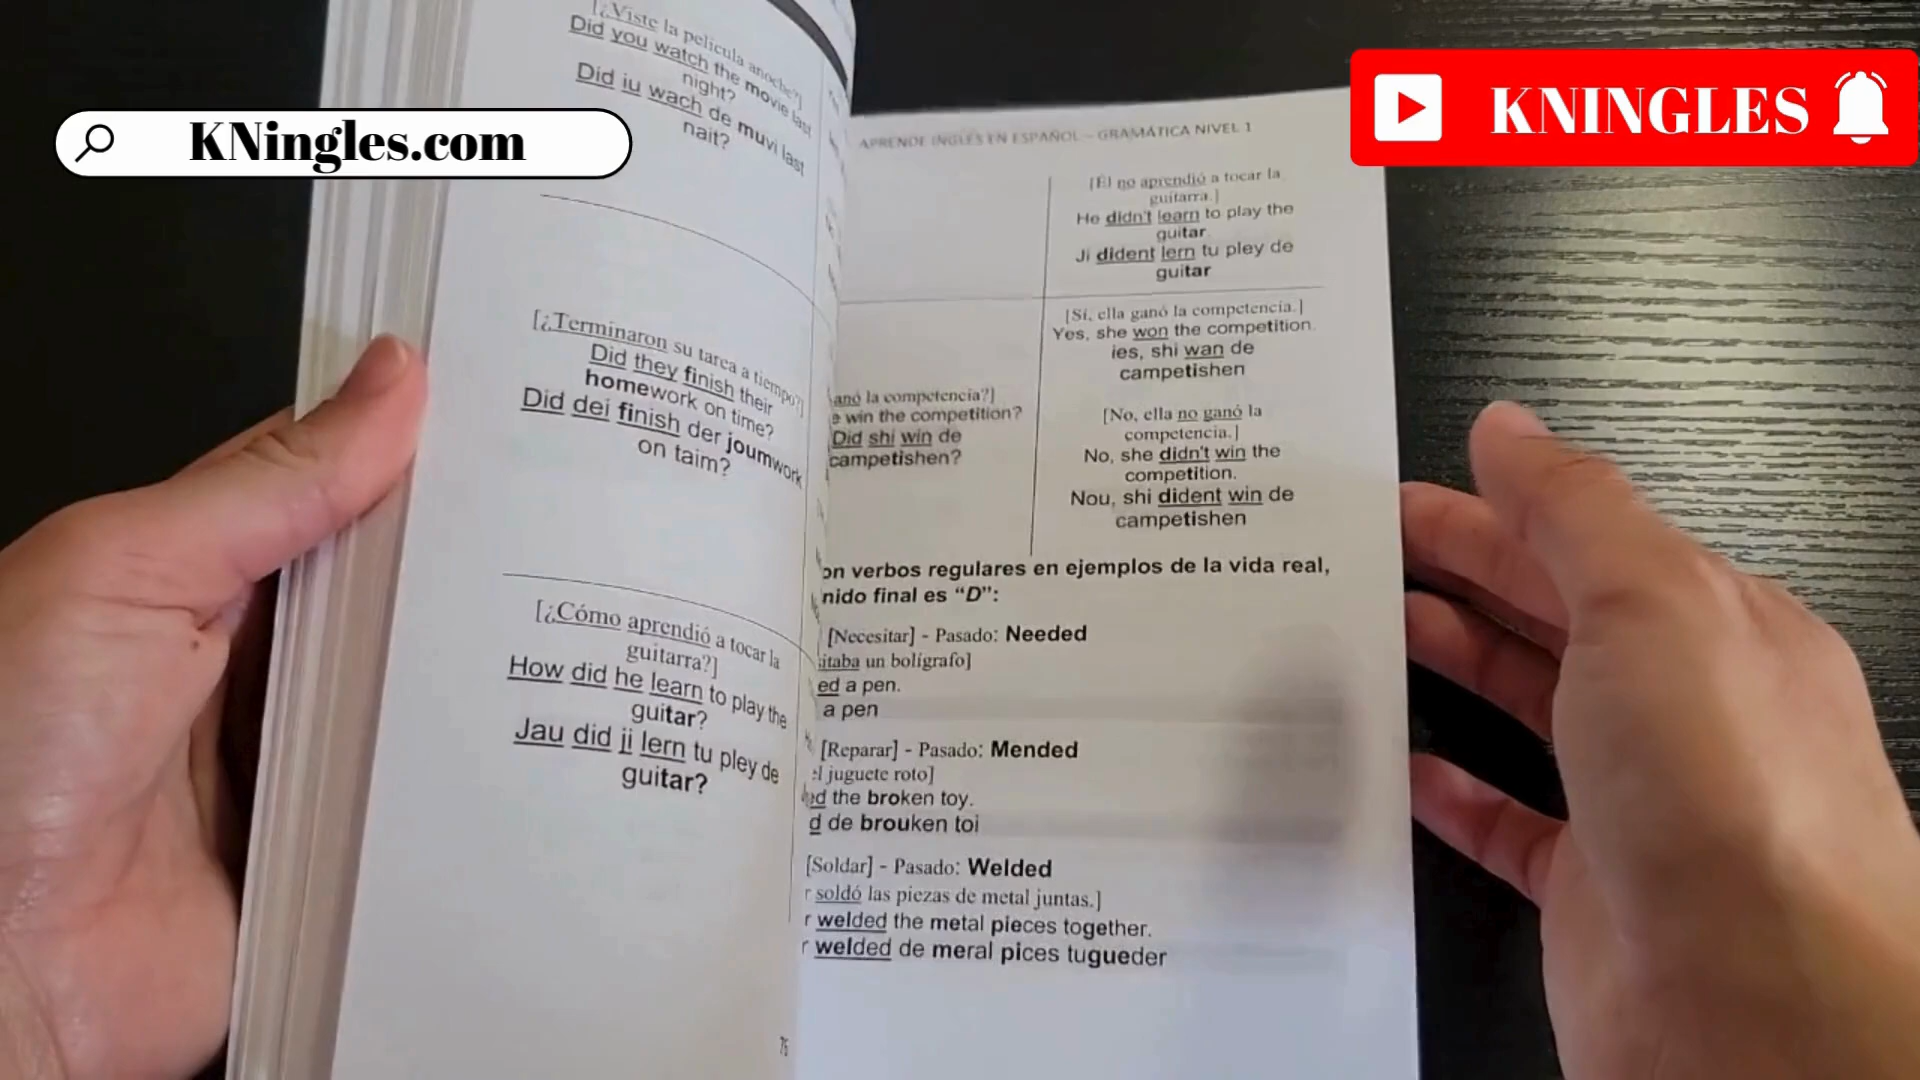 KNingles.com
KNINGLES
[¿Viste la película anoche?]
Did you watch the movie last
night?
Did iu wach de muvi last
nait?
[¿Terminaron su tarea a tiempo?]
Did they finish their
homework on time?
Did dei finish der joumwork
on taim?
[¿Cómo aprendió a tocar la
guitarra?]
How did he learn to play the
guitar?
Jau did ji lern tu pley de
guitar?
APRENDE INGLÉS EN ESPAÑOL – GRAMÁTICA NIVEL 1
[Él no aprendió a tocar la
guitarra.]
He didn't learn to play the
guitar
Ji dident lern tu pley de
guitar
anó la competencia?]
e win the competition?
Did shi win de
campetishen?
[Sí, ella ganó la competencia.]
Yes, she won the competition.
ies, shi wan de
campetishen
[No, ella no ganó la
competencia.]
No, she didn't win the
competition.
Nou, shi dident win de
campetishen
on verbos regulares en ejemplos de la vida real,
nido final es “D”:
[Necesitar] - Pasado: Needed
itaba un bolígrafo]
ed a pen.
a pen
[Reparar] - Pasado: Mended
el juguete roto]
ed the broken toy.
d de brouken toi
[Soldar] - Pasado: Welded
r soldó las piezas de metal juntas.]
r welded the metal pieces together.
r welded de meral pices tugueder